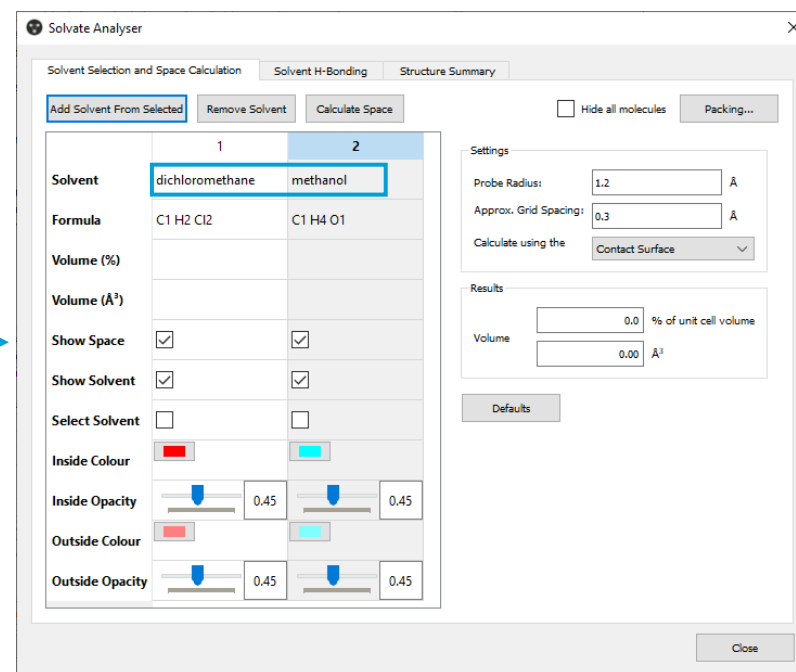 Solvate Analyser
Solvent Selection and Space Calculation Solvent H-Bonding Structure Summary
Add Solvent From Selected Remove Solvent Calculate Space Hide all molecules Packing...
1 2
Solvent dichloromethane methanol
Formula C1 H2 Cl2 C1 H4 O1
Volume (%)
Volume (Å³)
Show Space
Show Solvent
Select Solvent
Inside Colour
Inside Opacity 0.45 0.45
Outside Colour
Outside Opacity 0.45 0.45
Settings
Probe Radius: 1.2 Å
Approx. Grid Spacing: 0.3 Å
Calculate using the Contact Surface
Results
Volume 0.0 % of unit cell volume
0.00 Å³
Defaults
Close